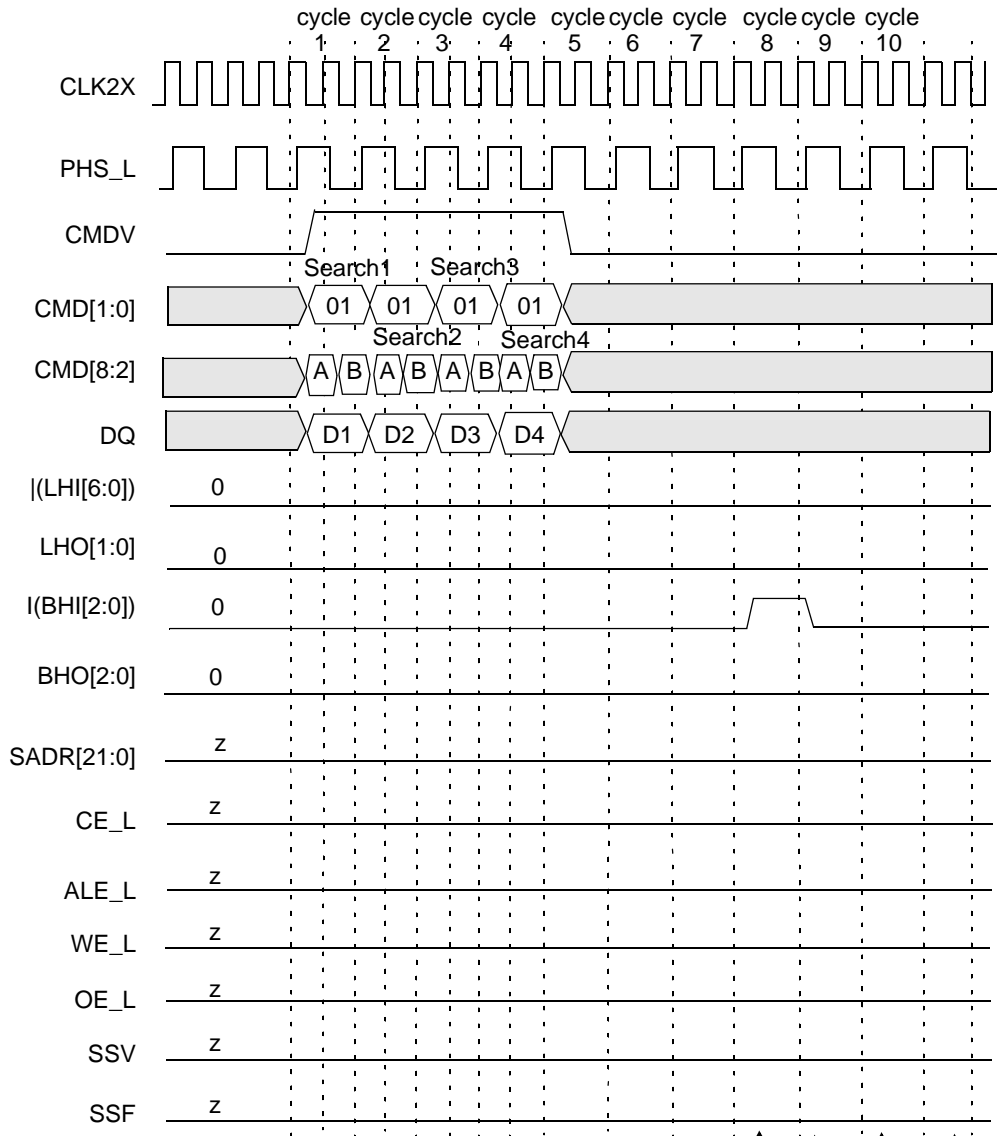 cycle cycle cycle cycle cycle cycle cycle cycle cycle cycle
1 2 3 4 5 6 7 8 9 10
CLK2X
PHS_L
CMDV
Search1 Search3
CMD[1:0] 01 01 01 01
Search2 Search4
CMD[8:2] A B A B A B A B
DQ D1 D2 D3 D4
|(LHI[6:0]) 0
LHO[1:0] 0
I(BHI[2:0]) 0
BHO[2:0] 0
SADR[21:0] z
CE_L z
ALE_L z
WE_L z
OE_L z
SSV z
SSF z